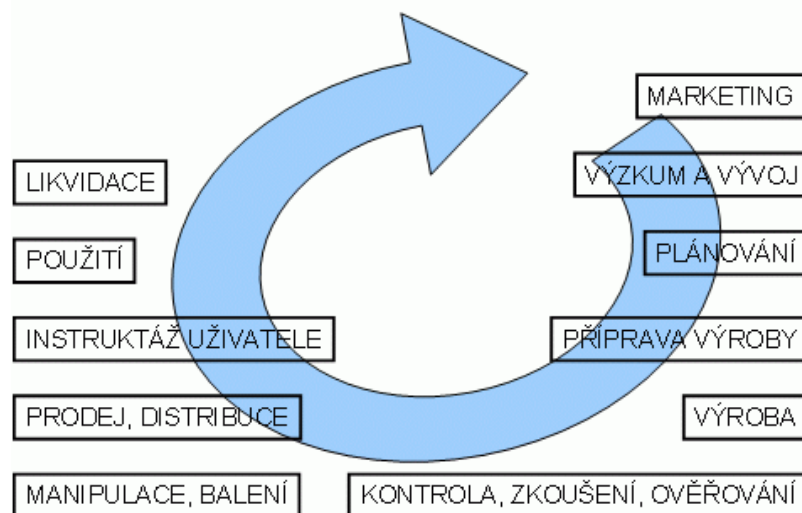 MARKETING
LIKVIDACE
VÝZKUM A VÝVOJ
POUŽITÍ
PLÁNOVÁNÍ
INSTRUKTÁŽ UŽIVATELE
PŘÍPRAVA VÝROBY
PRODEJ, DISTRIBUCE
VÝROBA
MANIPULACE, BALENÍ
KONTROLA, ZKOUŠENÍ, OVĚŘOVÁNÍ